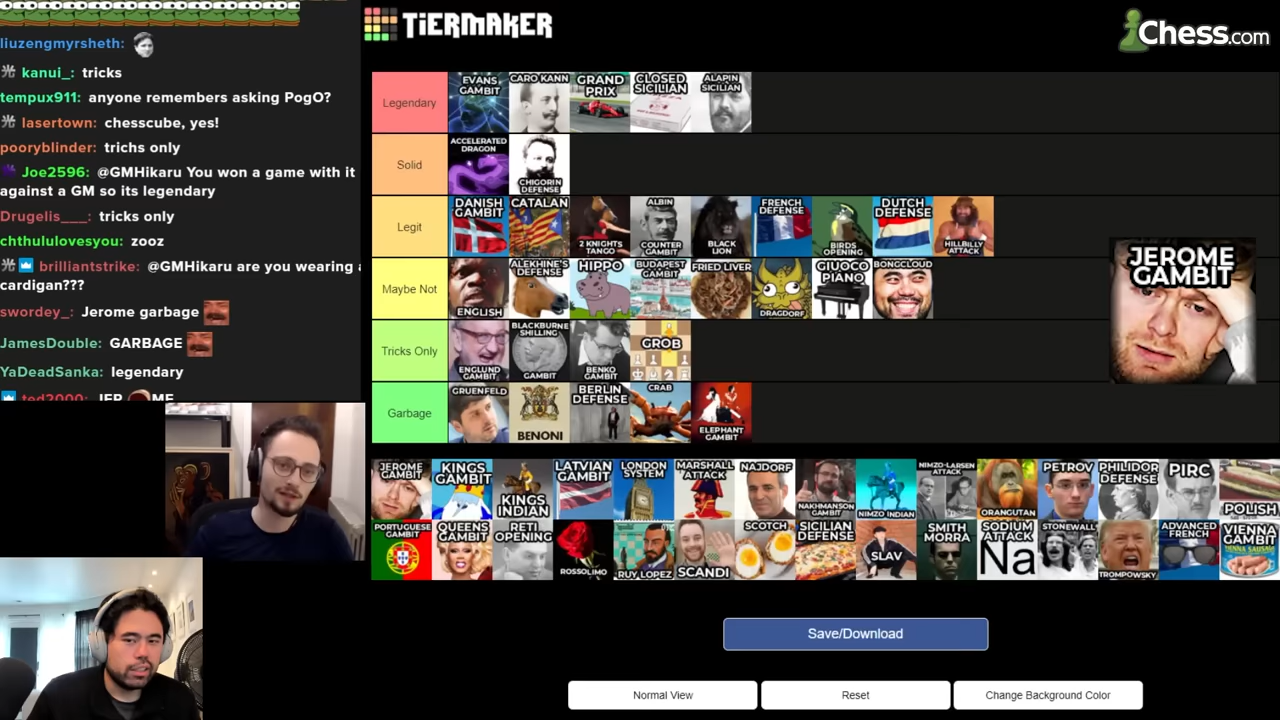 liuzengmyrsheth:
kanui_: tricks
tempux911: anyone remembers asking PogO?
lasertown: chesscube, yes!
pooryblinder: trichs only
Joe2596: @GMHikaru You won a game with it
against a GM so its legendary
Drugelis___: tricks only
chthululovesyou: zooz
brilliantstrike: @GMHikaru are you wearing a
cardigan???
swordey_: Jerome garbage
JamesDouble: GARBAGE
YaDeadSanka: legendary
ted2000: JEROME
TIERMAKER
Chess.com
Legendary
EVANS GAMBIT
CARO KANN
GRAND PRIX
CLOSED SICILIAN
ALAPIN SICILIAN
Solid
ACCELERATED DRAGON
CHIGORIN DEFENSE
Legit
DANISH GAMBIT
CATALAN
2 KNIGHTS TANGO
ALBIN COUNTER GAMBIT
BLACK LION
FRENCH DEFENSE
BIRDS OPENING
DUTCH DEFENSE
HILLBILLY ATTACK
Maybe Not
ENGLISH
ALEKHINE'S DEFENSE
HIPPO
BUDAPEST GAMBIT
FRIED LIVER
DRAGDORF
GIUOCO PIANO
BONGCLOUD
Tricks Only
ENGLUND GAMBIT
BLACKBURNE SHILLING GAMBIT
BENKO GAMBIT
GROB
Garbage
GRUENFELD
BENONI
BERLIN DEFENSE
CRAB
ELEPHANT GAMBIT
JEROME
GAMBIT
JEROME GAMBIT
KINGS GAMBIT
KINGS INDIAN
LATVIAN GAMBIT
LONDON SYSTEM
MARSHALL ATTACK
NAJDORF
NAKHMANSON GAMBIT
NIMZO INDIAN
NIMZO-LARSEN ATTACK
ORANGUTAN
PETROV
PHILIDOR DEFENSE
PIRC
POLISH
PORTUGUESE GAMBIT
QUEENS GAMBIT
RETI OPENING
ROSSOLIMO
RUY LOPEZ
SCANDI
SCOTCH
SICILIAN DEFENSE
SLAV
SMITH MORRA
SODIUM ATTACK
Na
STONEWALL
TROMPOWSKY
ADVANCED FRENCH
VIENNA GAMBIT
VIENNA SAUSAGE
Save/Download
Normal View
Reset
Change Background Color